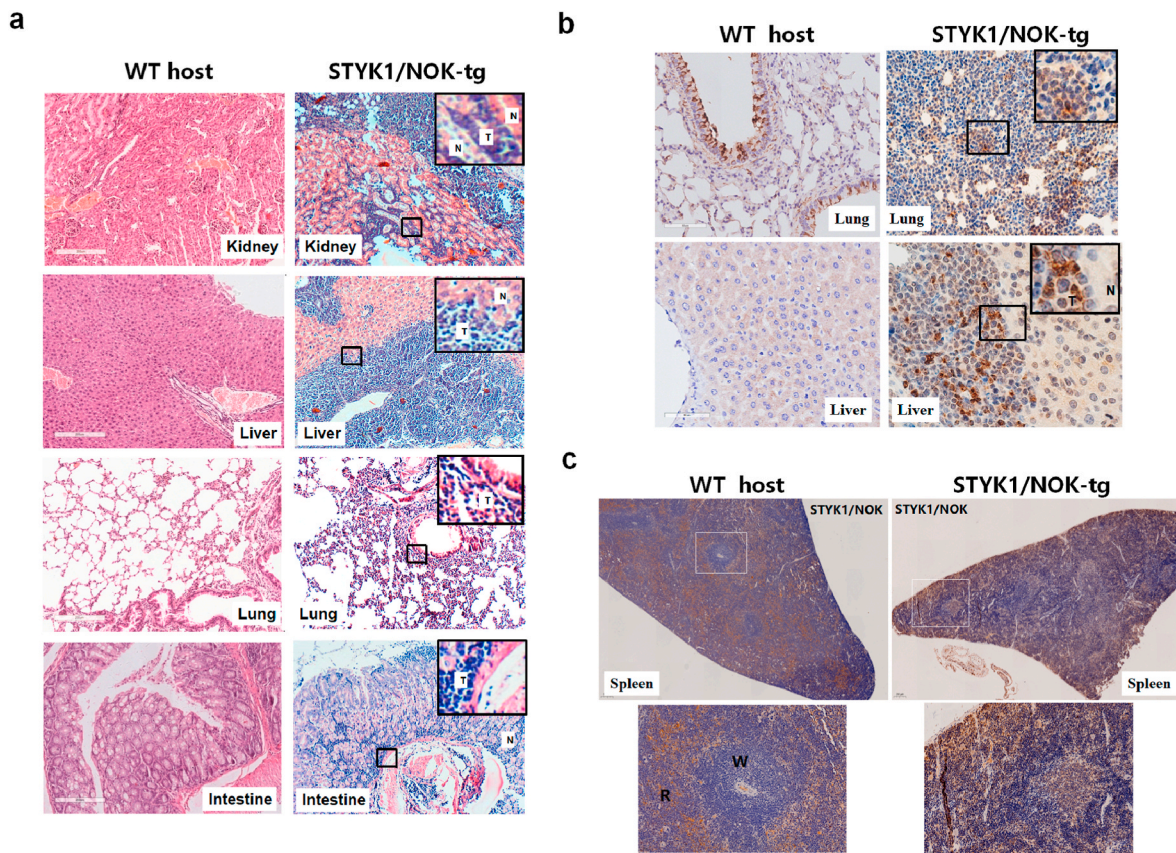 a
WT host
STYK1/NOK-tg
N
T
N
Kidney
Kidney
N
T
Liver
Liver
T
Lung
Lung
T
N
Intestine
Intestine
b
WT host
STYK1/NOK-tg
Lung
Lung
N
T
Liver
Liver
c
WT host
STYK1/NOK-tg
STYK1/NOK
STYK1/NOK
Spleen
Spleen
W
R